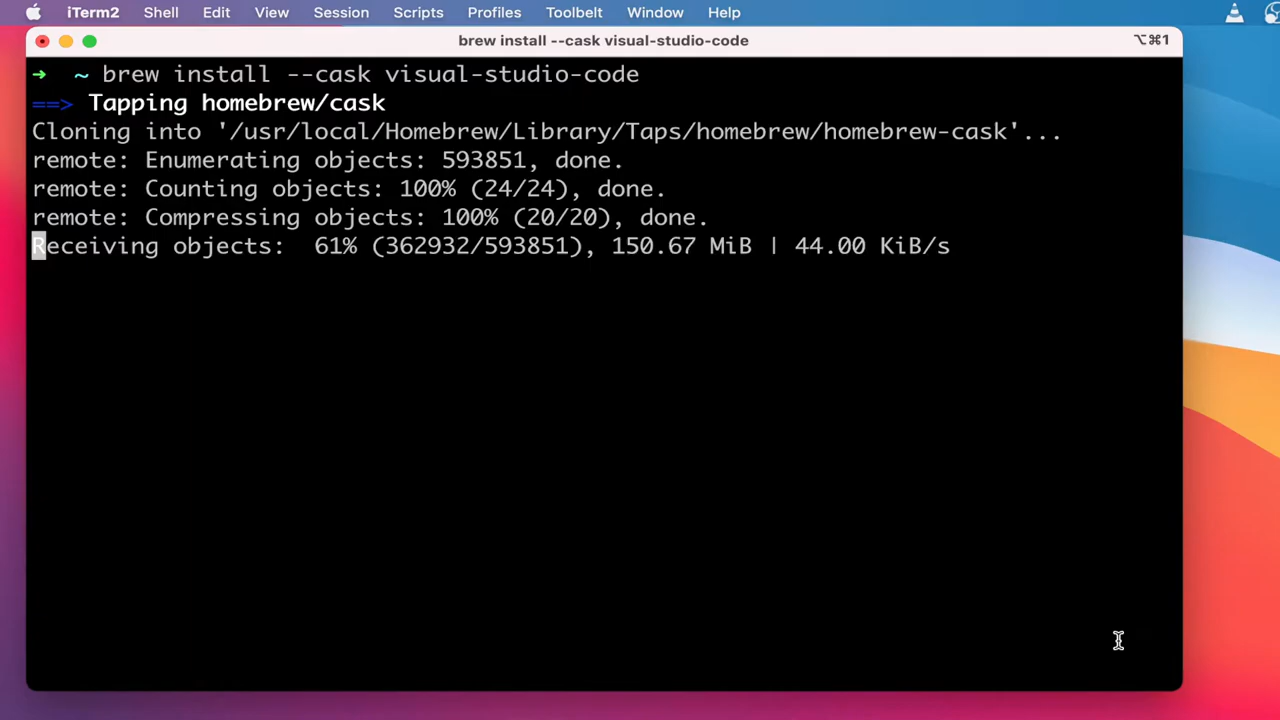 iTerm2 Shell Edit View Session Scripts Profiles Toolbelt Window Help
brew install --cask visual-studio-code ⌥⌘1
➜ ~ brew install --cask visual-studio-code
==> Tapping homebrew/cask
Cloning into '/usr/local/Homebrew/Library/Taps/homebrew/homebrew-cask'...
remote: Enumerating objects: 593851, done.
remote: Counting objects: 100% (24/24), done.
remote: Compressing objects: 100% (20/20), done.
Receiving objects:  61% (362932/593851), 150.67 MiB | 44.00 KiB/s